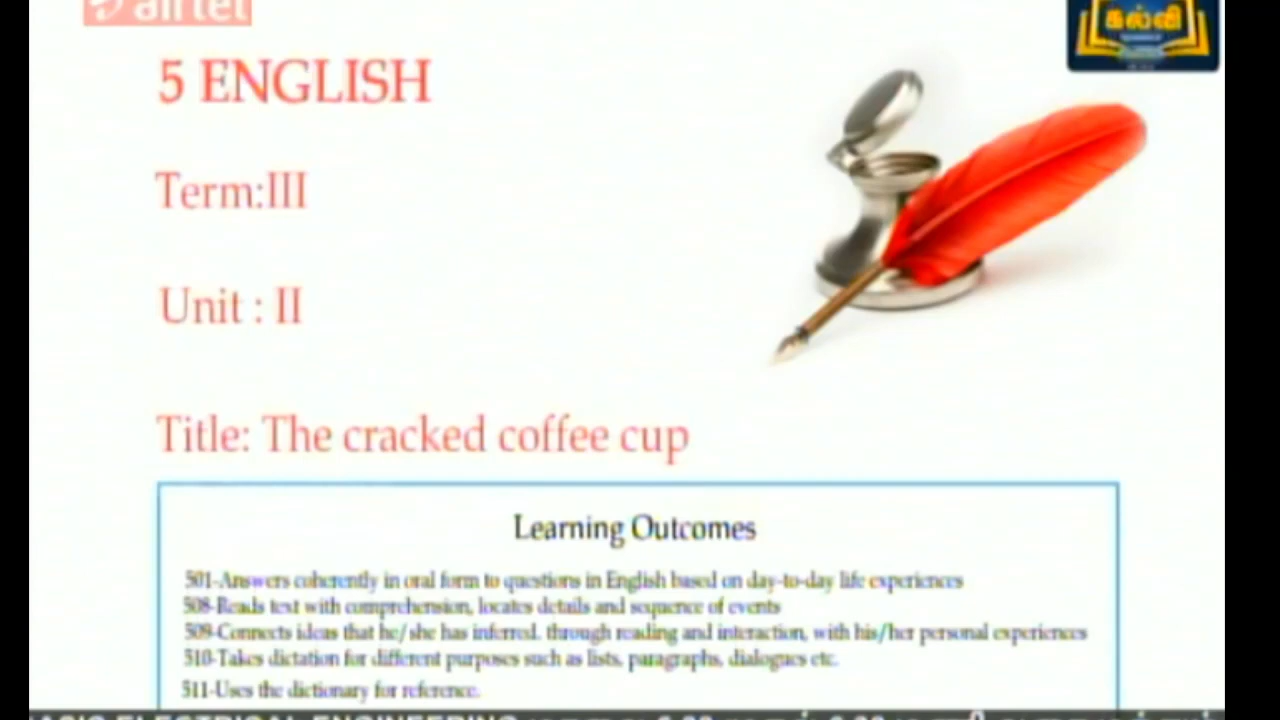 airtel
கல்வி
5 ENGLISH
Term:III
Unit : II
Title: The cracked coffee cup
Learning Outcomes
501-Answers coherently in oral form to questions in English based on day-to-day life experiences
508-Reads text with comprehension, locates details and sequence of events
509-Connects ideas that he/she has inferred, through reading and interaction, with his/her personal experiences
510-Takes dictation for different purposes such as lists, paragraphs, dialogues etc.
511-Uses the dictionary for reference.
ELECTRICAL ENGINEERING